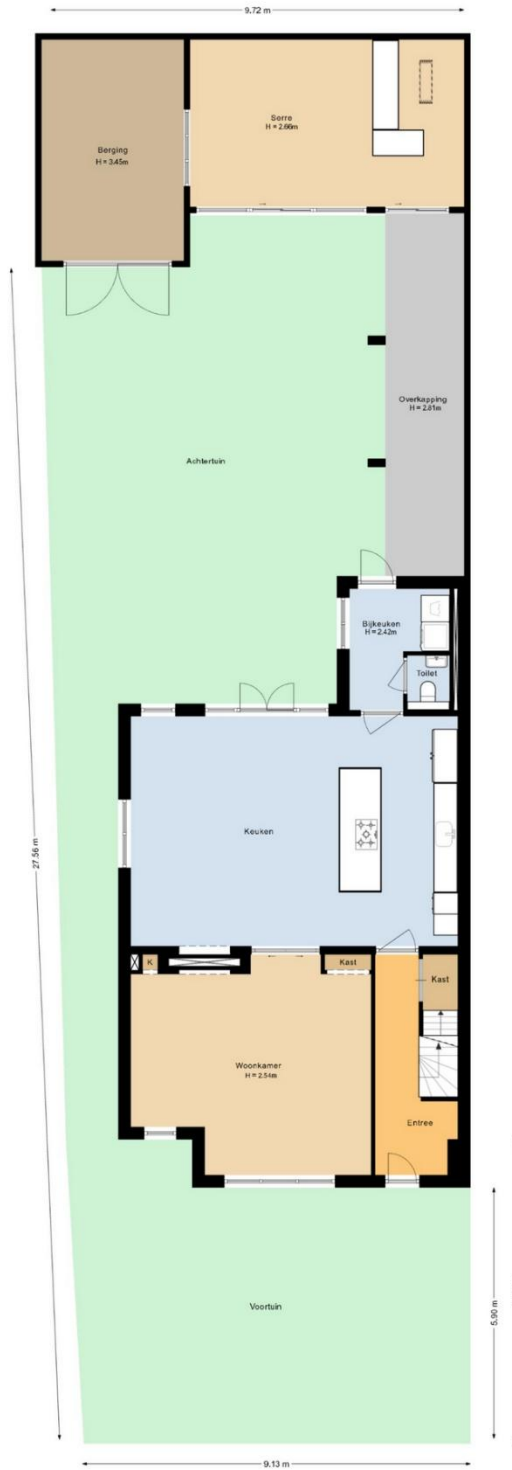 9.72 m
Serre
H = 2.66m
Berging
H = 3.45m
Overkapping
H = 2.81m
Achtertuin
Bijkeuken
H = 2.42m
Toilet
Keuken
27.56 m
K
Kast
Kast
Woonkamer
H = 2.54m
Entree
Voortuin
5.90 m
9.13 m